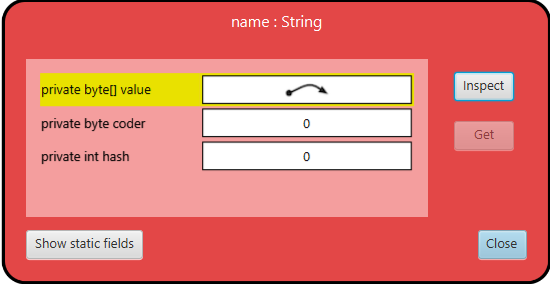 name : String
private byte[] value
Inspect
private byte coder 0
Get
private int hash 0
Show static fields
Close